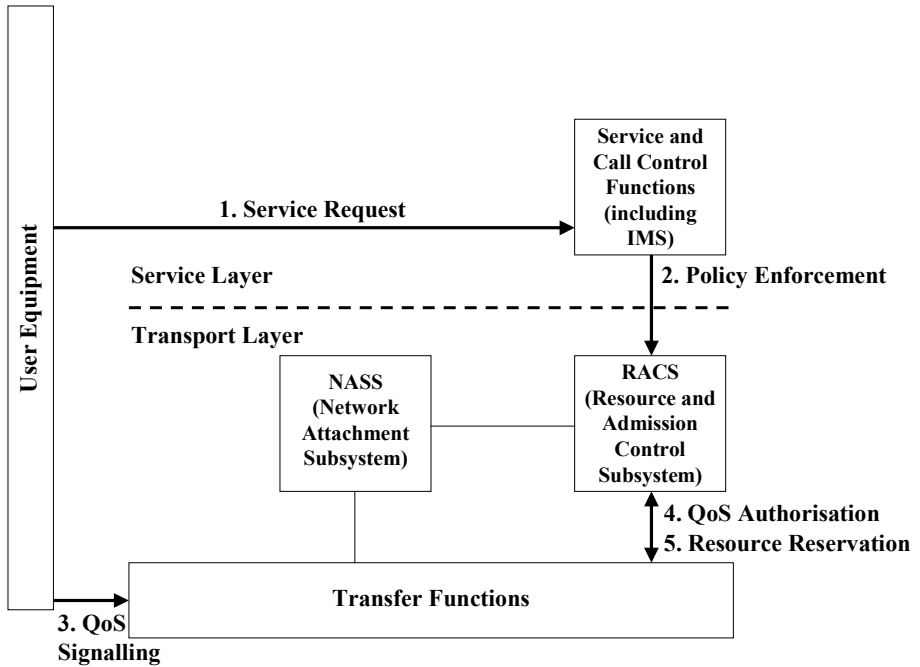 User Equipment
Service and
Call Control
Functions
(including
IMS)
1. Service Request
Service Layer
2. Policy Enforcement
Transport Layer
NASS
(Network
Attachment
Subsystem)
RACS
(Resource and
Admission
Control
Subsystem)
4. QoS Authorisation
5. Resource Reservation
Transfer Functions
3. QoS
Signalling